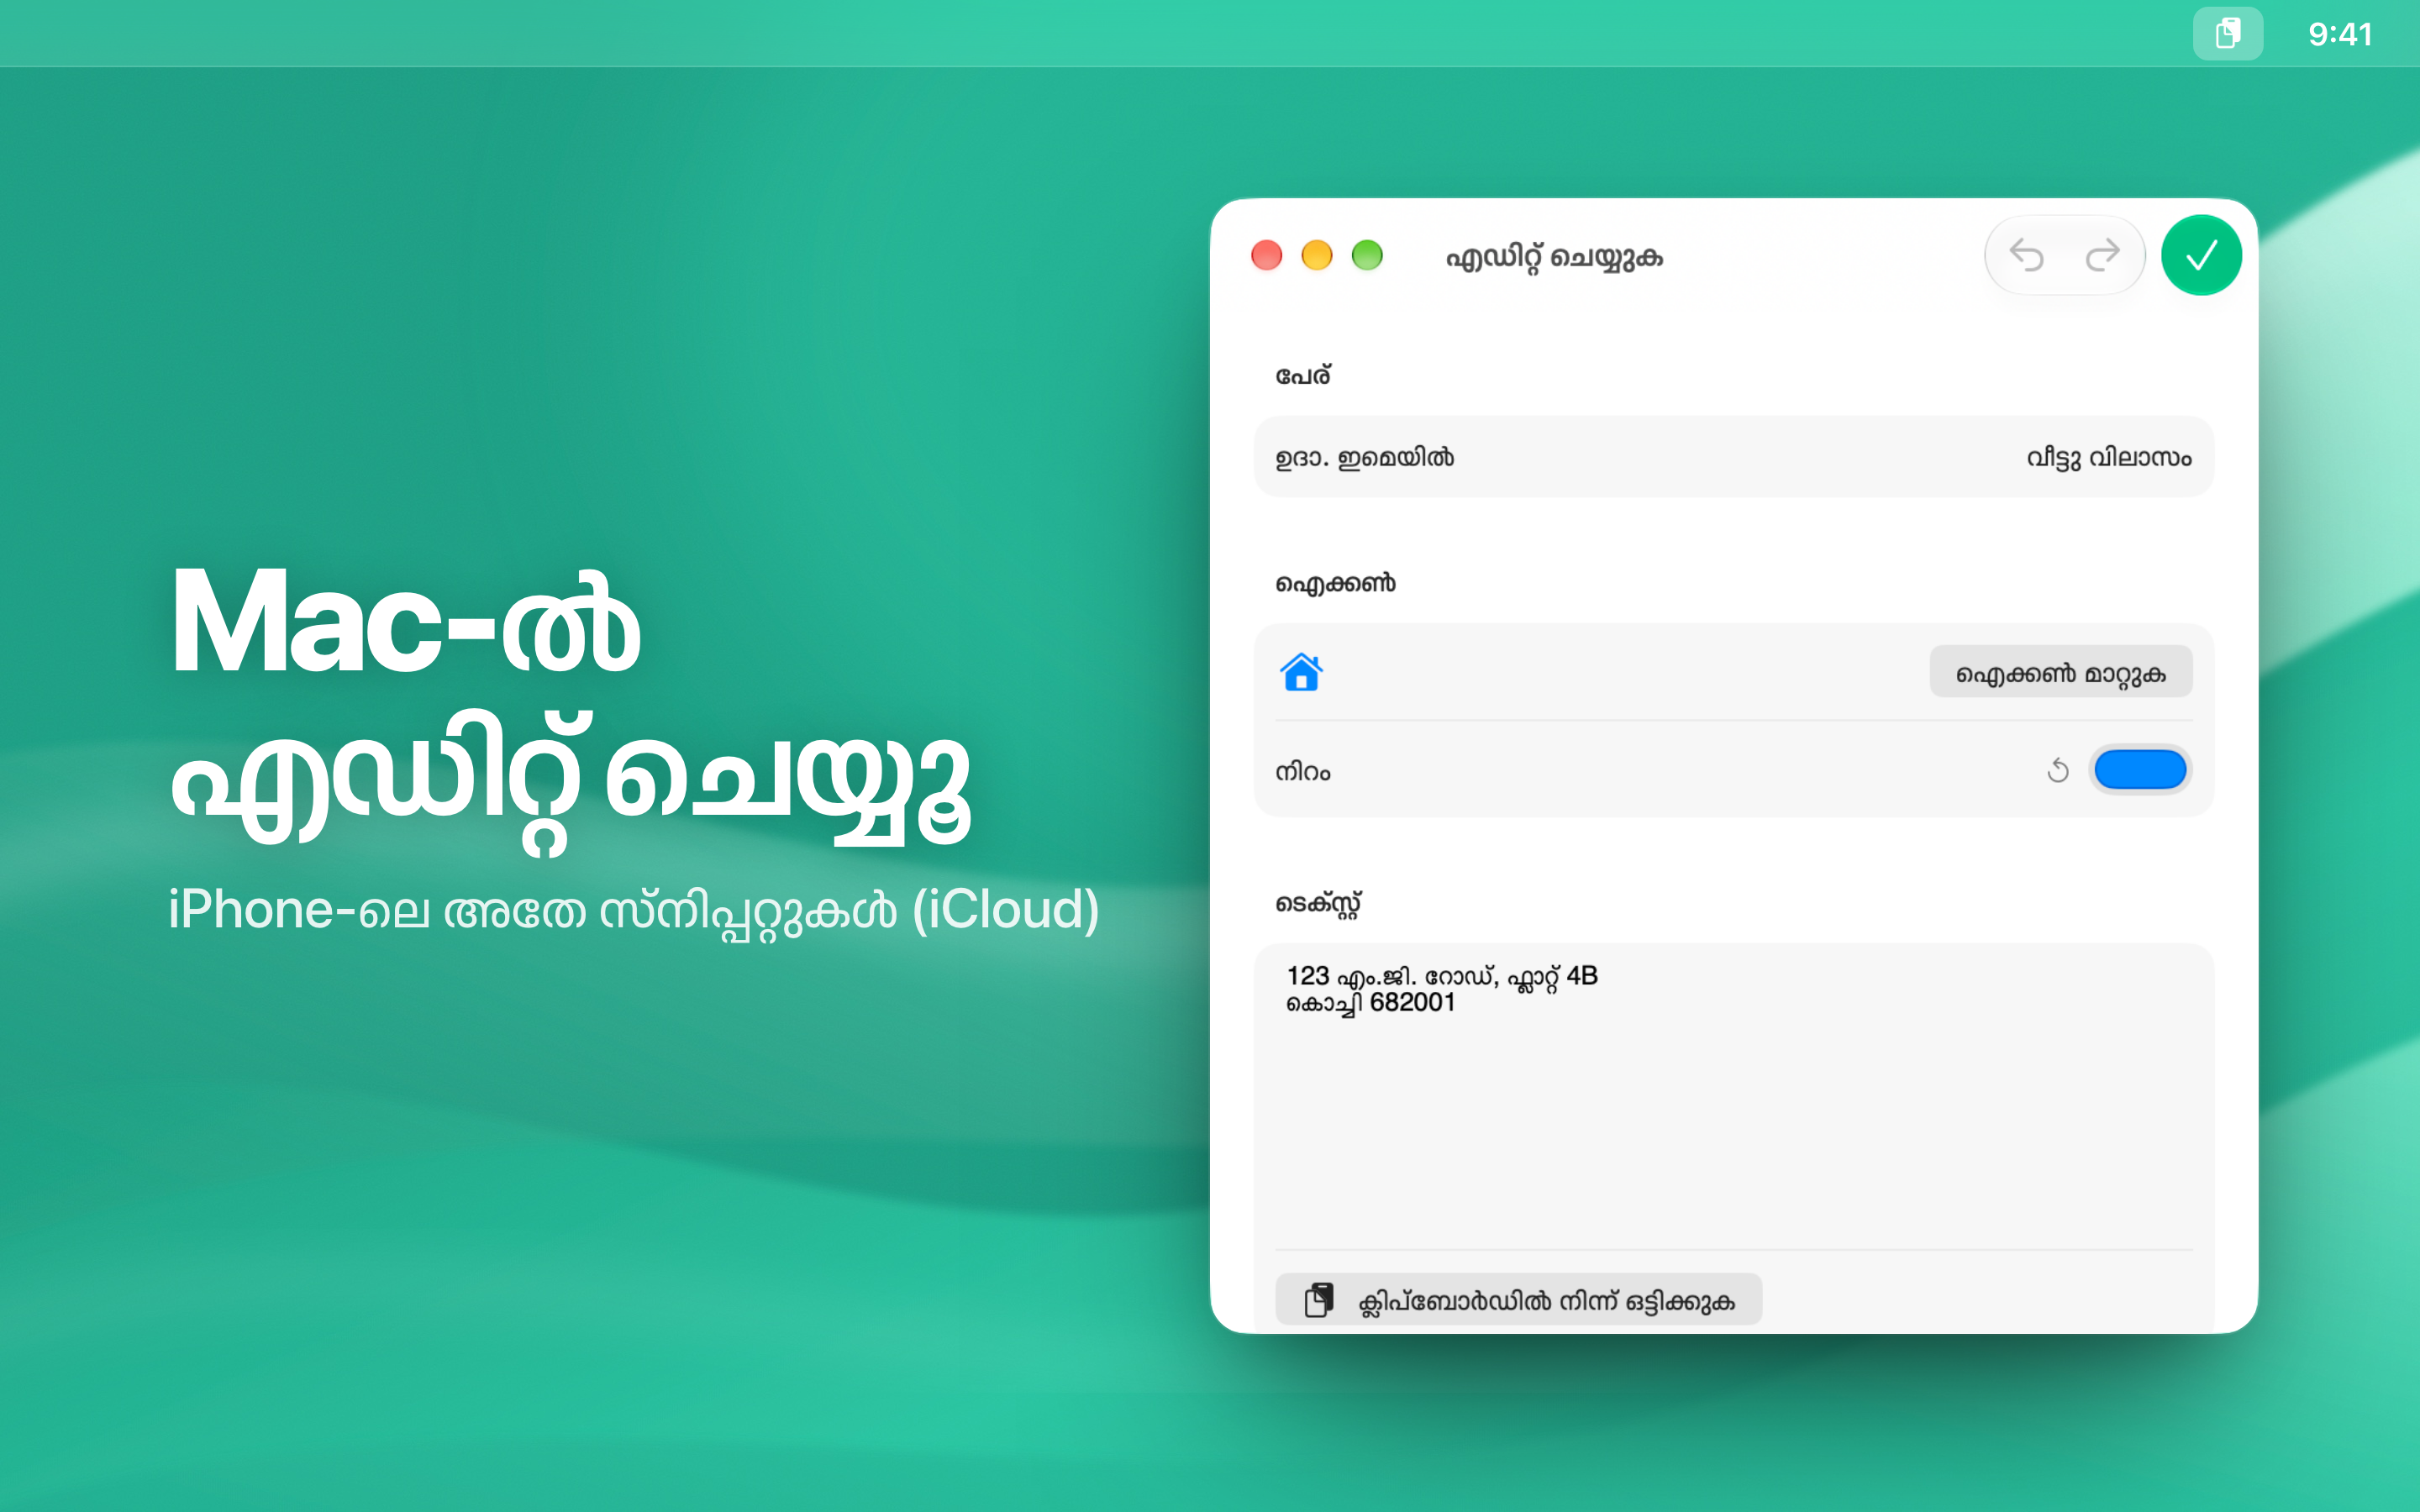 9:41
Mac-ൽ
എഡിറ്റ് ചെയ്യൂ
iPhone-ലെ അതേ സ്നിപ്പറ്റുകൾ (iCloud)
എഡിറ്റ് ചെയ്യുക
പേര്
ഉദാ. ഇമെയിൽ വീട്ടു വിലാസം
ഐക്കൺ
ഐക്കൺ മാറ്റുക
നിറം
ടെക്സ്റ്റ്
123 എം.ജി. റോഡ്, ഫ്ലാറ്റ് 4B
കൊച്ചി 682001
ക്ലിപ്ബോർഡിൽ നിന്ന് ഒട്ടിക്കുക